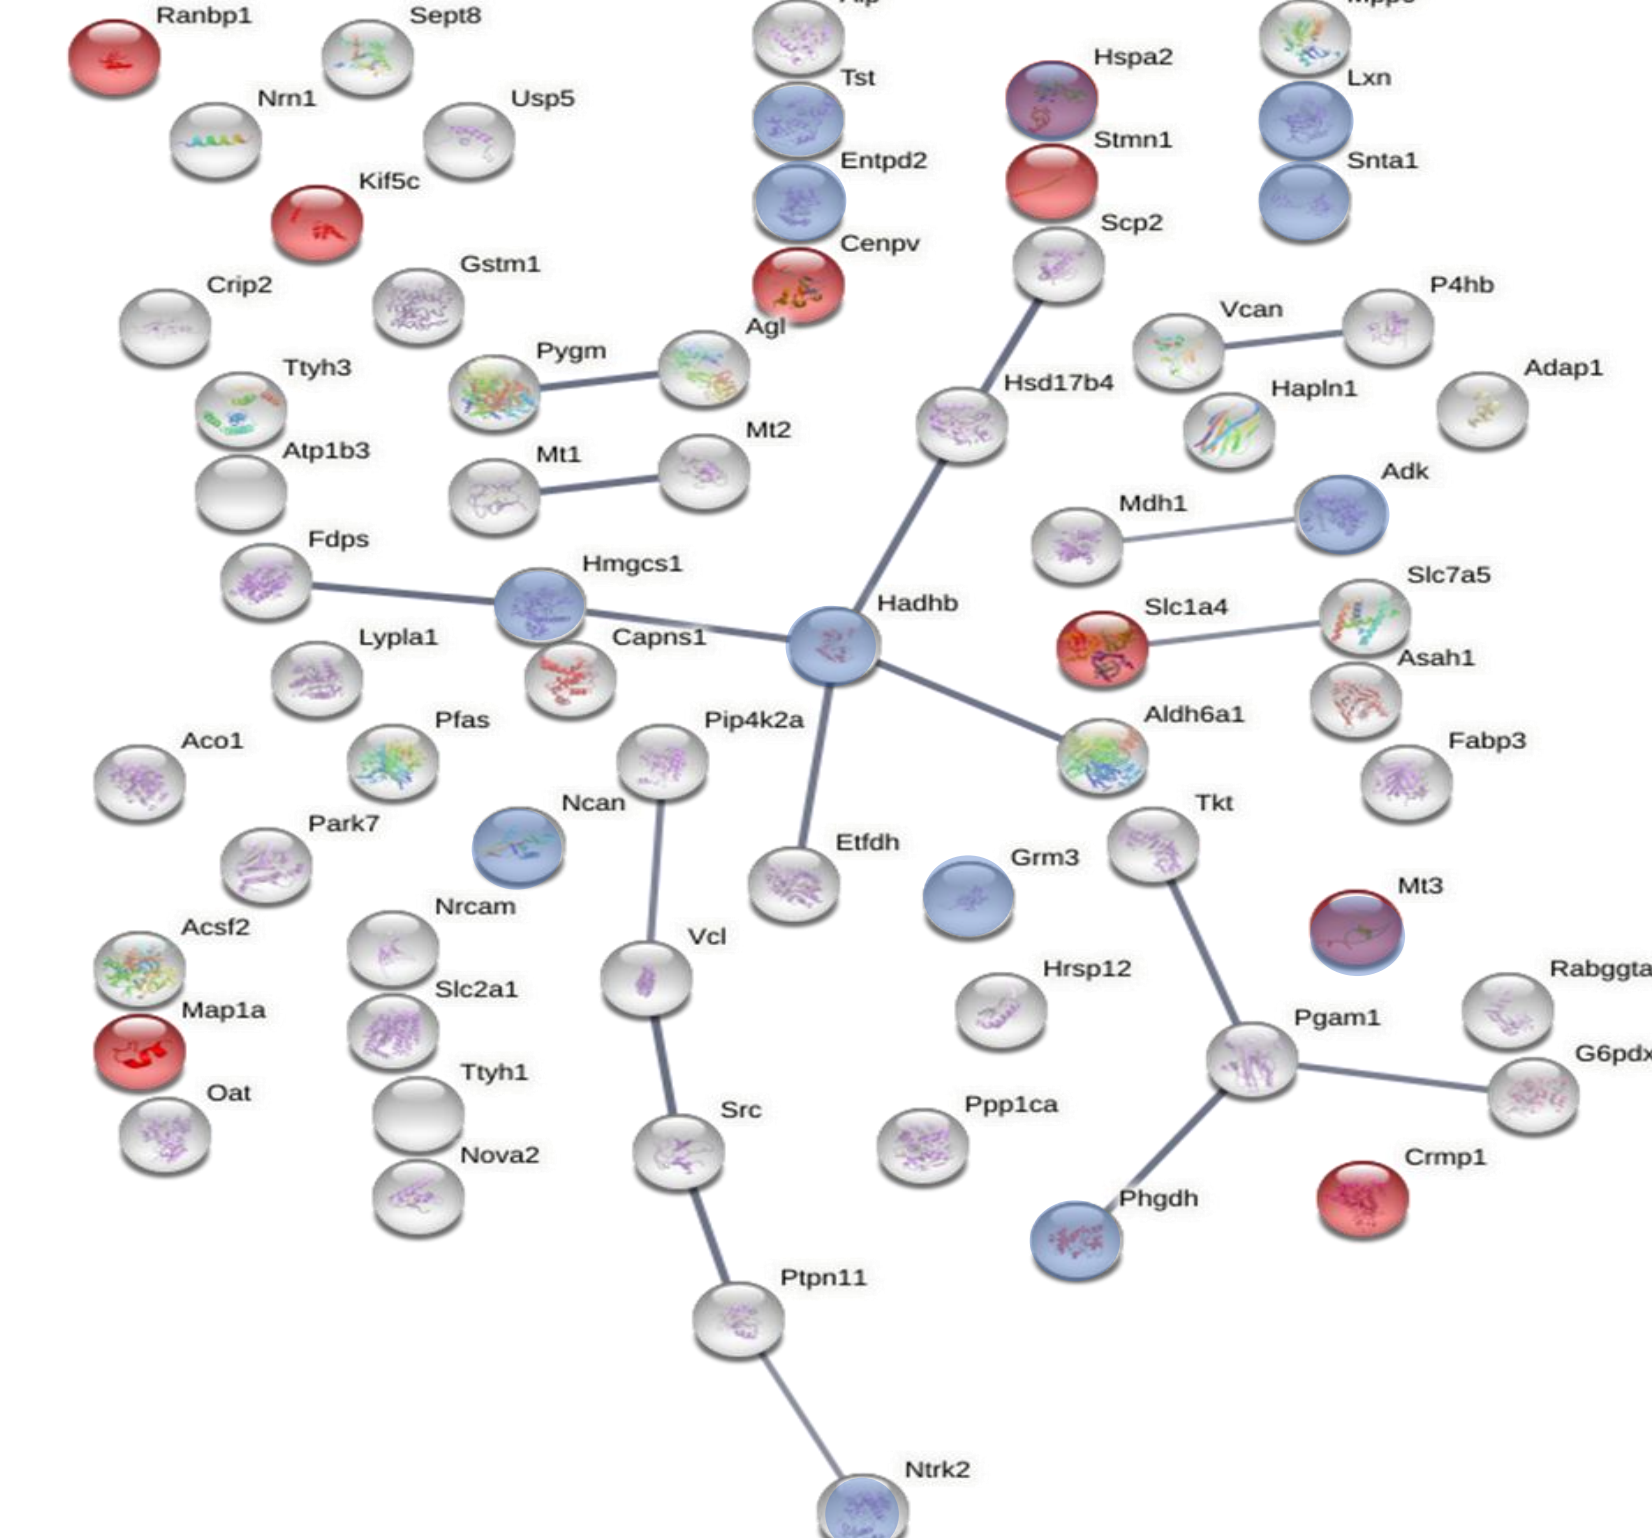 Ranbp1
Sept8
Hspa2
Tst
Lxn
Nrn1
Usp5
Stmn1
Entpd2
Snta1
Kif5c
Scp2
Cenpv
Gstm1
Crip2
P4hb
Vcan
Agl
Pygm
Ttyh3
Adap1
Hsd17b4
Hapln1
Mt2
Atp1b3
Mt1
Adk
Mdh1
Fdps
Hmgcs1
Slc7a5
Hadhb
Slc1a4
Lypla1
Capns1
Asah1
Aldh6a1
Pfas
Pip4k2a
Aco1
Fabp3
Ncan
Tkt
Park7
Etfdh
Grm3
Mt3
Nrcam
Acsf2
Vcl
Hrsp12
Rabggta
Slc2a1
Map1a
Pgam1
G6pdx
Ttyh1
Oat
Src
Ppp1ca
Nova2
Crmp1
Phgdh
Ptpn11
Ntrk2